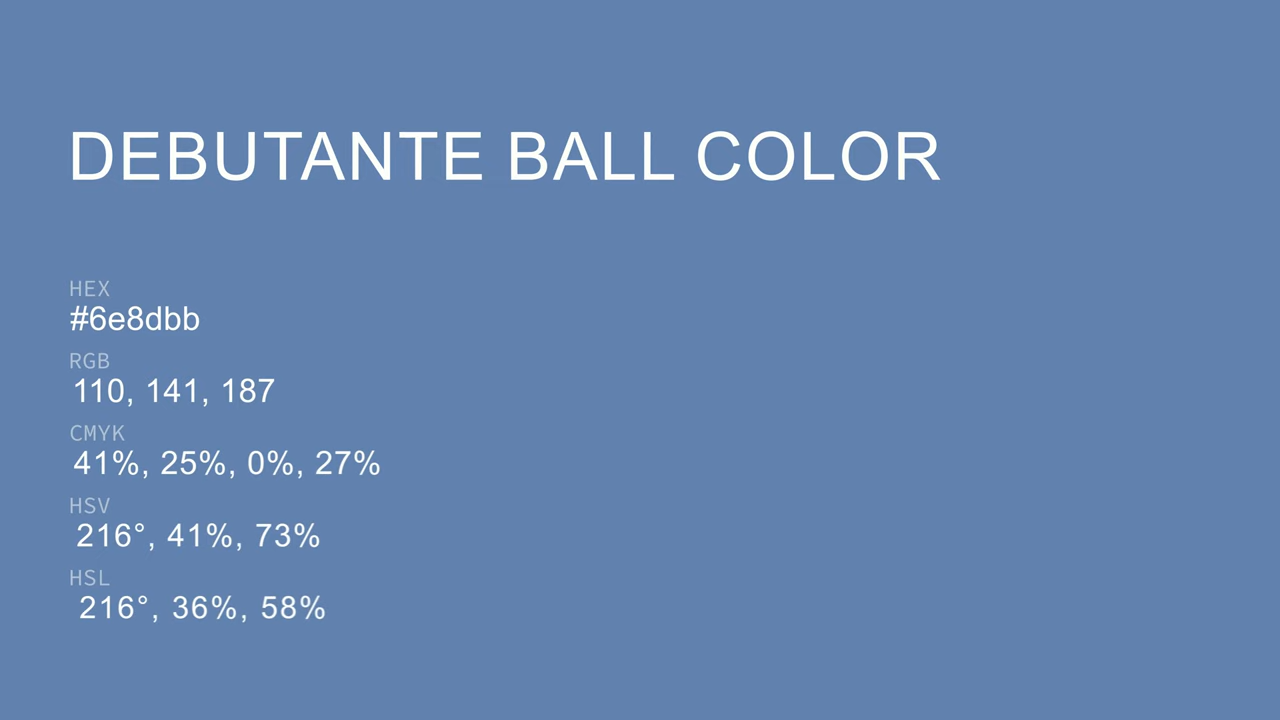 DEBUTANTE BALL COLOR
HEX
#6e8dbb
RGB
110, 141, 187
CMYK
41%, 25%, 0%, 27%
HSV
216°, 41%, 73%
HSL
216°, 36%, 58%